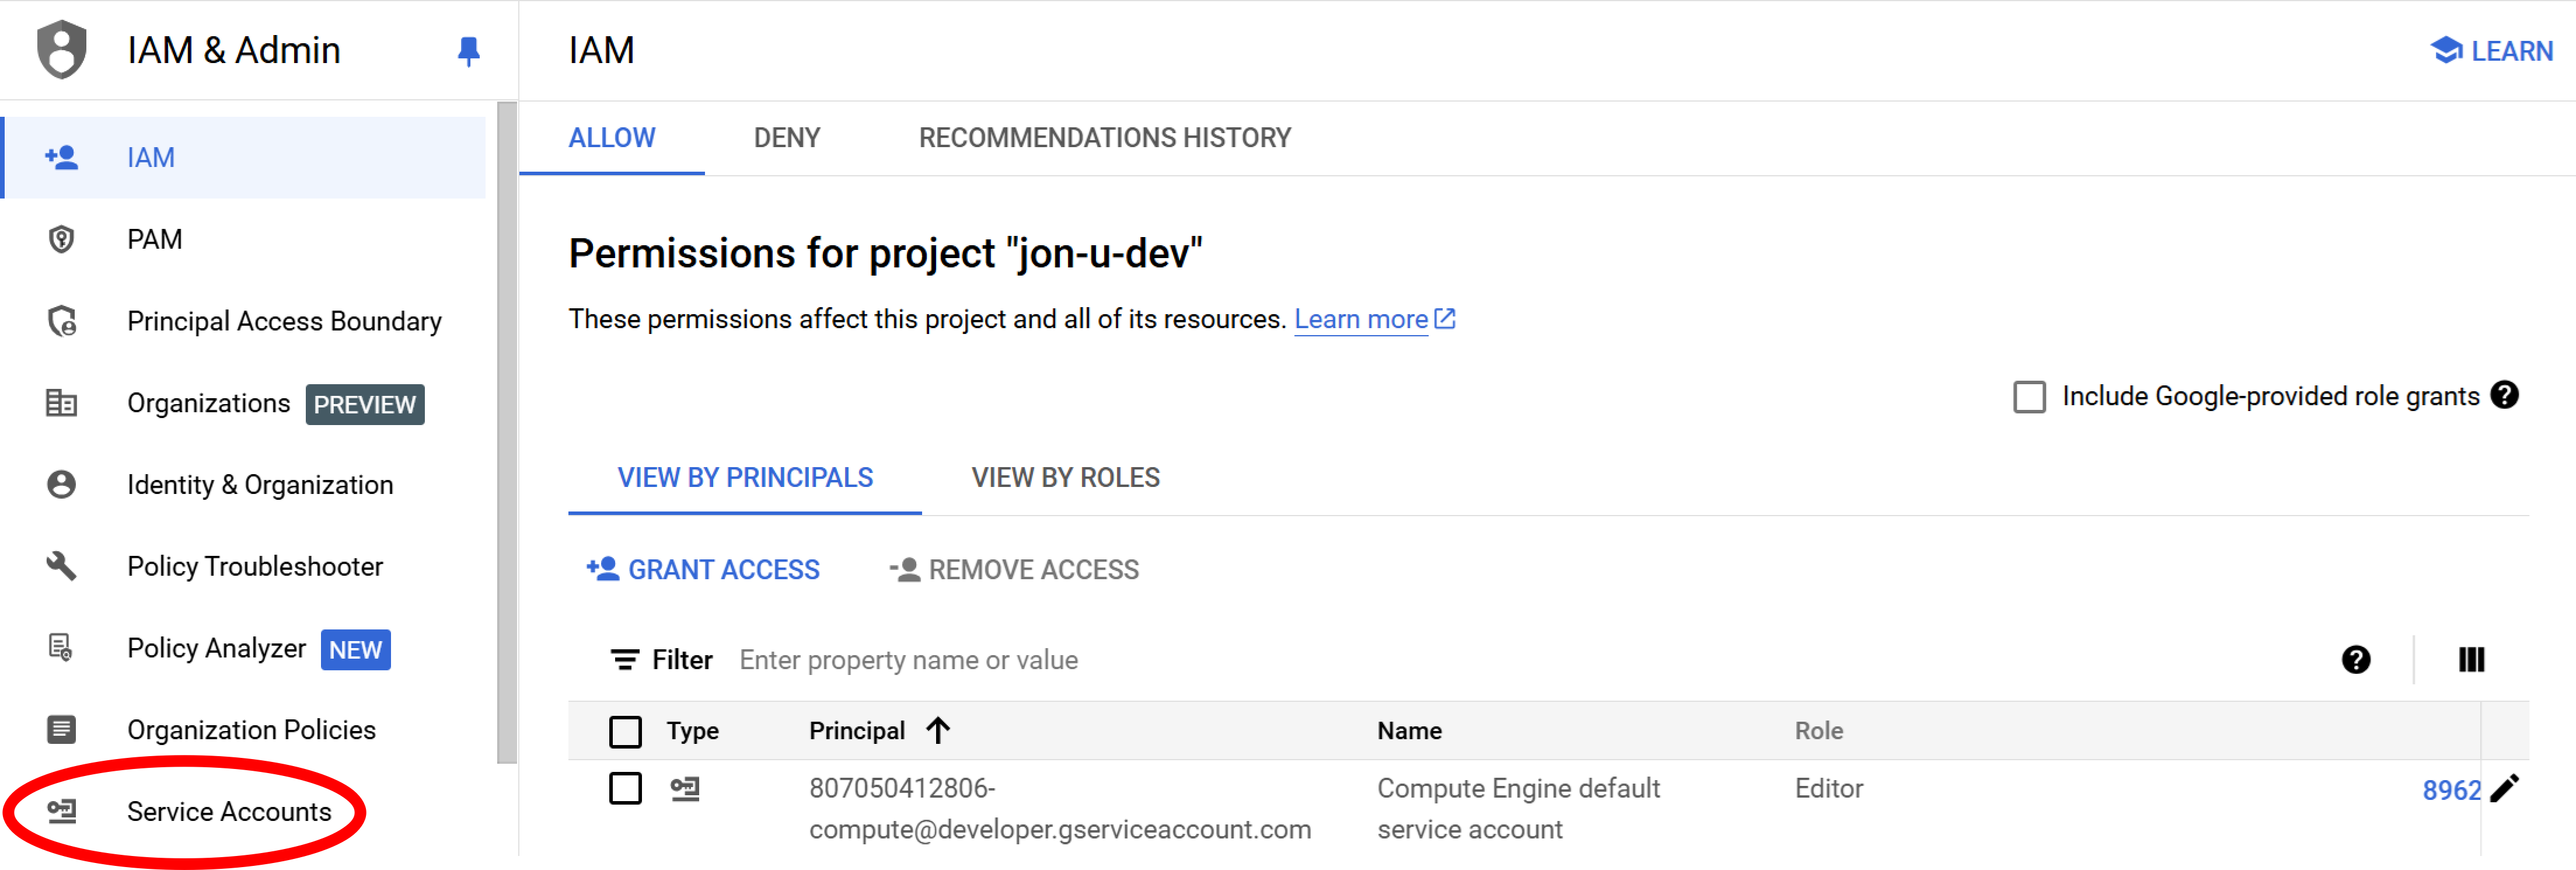 IAM & Admin
IAM
LEARN
IAM
PAM
Principal Access Boundary
Organizations PREVIEW
Identity & Organization
Policy Troubleshooter
Policy Analyzer NEW
Organization Policies
Service Accounts
ALLOW DENY RECOMMENDATIONS HISTORY
Permissions for project "jon-u-dev"
These permissions affect this project and all of its resources. Learn more
Include Google-provided role grants
VIEW BY PRINCIPALS VIEW BY ROLES
GRANT ACCESS REMOVE ACCESS
Filter Enter property name or value
Type Principal Name Role
807050412806- Compute Engine default Editor 8962
compute@developer.gserviceaccount.com service account